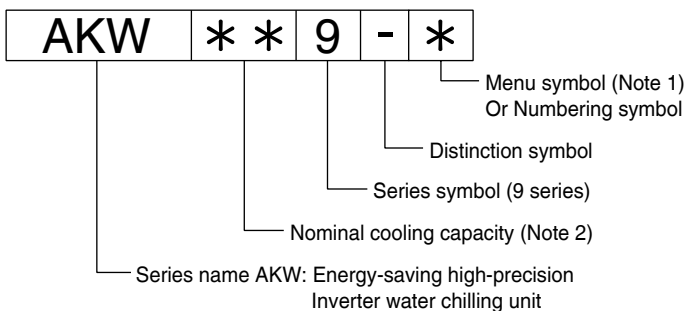 AKW ** 9 - *
Menu symbol (Note 1)
Or Numbering symbol
Distinction symbol
Series symbol (9 series)
Nominal cooling capacity (Note 2)
Series name AKW: Energy-saving high-precision
Inverter water chilling unit